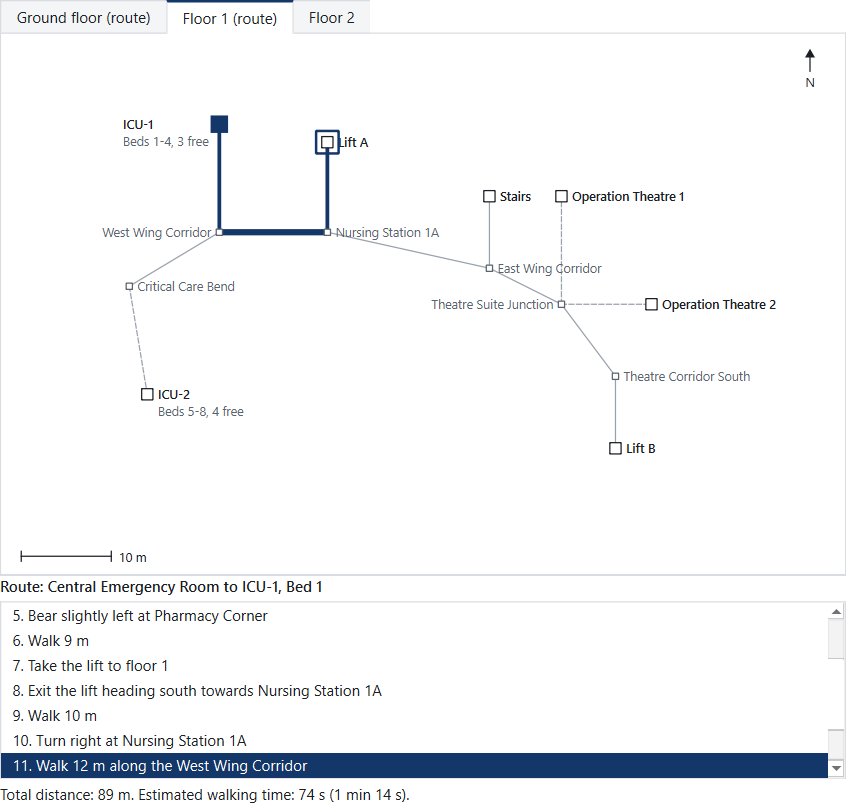 Ground floor (route)
Floor 1 (route)
Floor 2
N
ICU-1
Beds 1-4, 3 free
Lift A
Stairs
Operation Theatre 1
West Wing Corridor
Nursing Station 1A
East Wing Corridor
Critical Care Bend
Theatre Suite Junction
Operation Theatre 2
Theatre Corridor South
ICU-2
Beds 5-8, 4 free
Lift B
10 m
Route: Central Emergency Room to ICU-1, Bed 1
5. Bear slightly left at Pharmacy Corner
6. Walk 9 m
7. Take the lift to floor 1
8. Exit the lift heading south towards Nursing Station 1A
9. Walk 10 m
10. Turn right at Nursing Station 1A
11. Walk 12 m along the West Wing Corridor
Total distance: 89 m. Estimated walking time: 74 s (1 min 14 s).